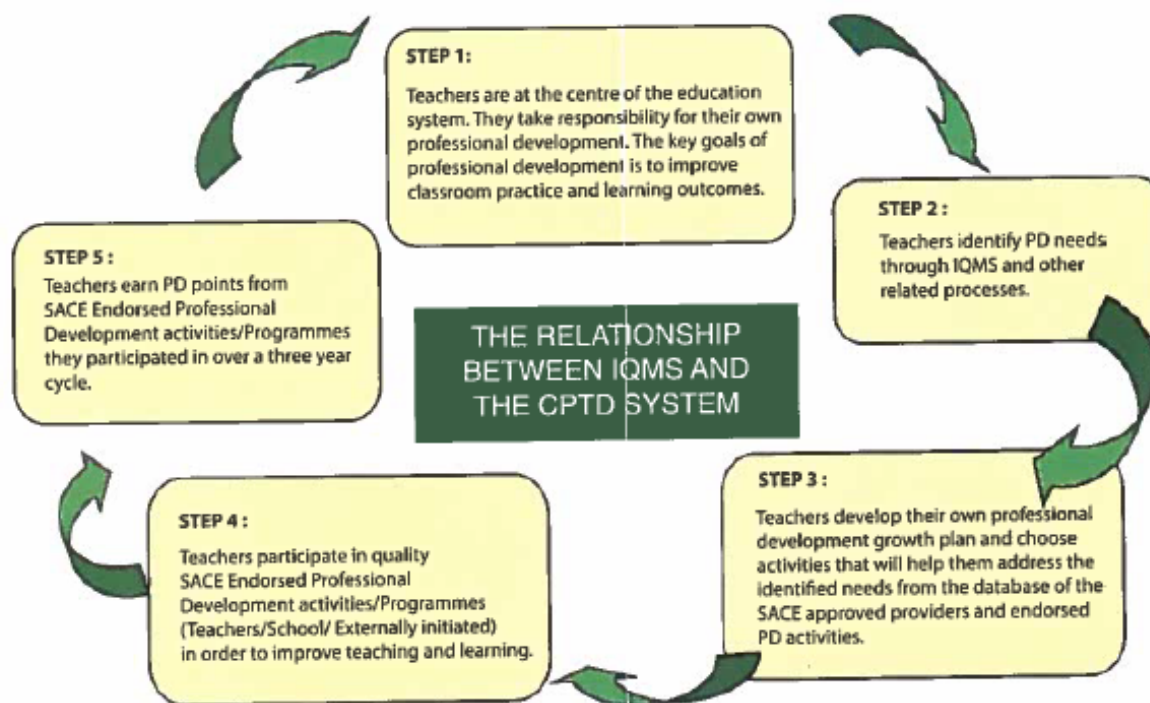 STEP 1:
Teachers are at the centre of the education
system. They take responsibility for their own
professional development. The key goals of
professional development is to improve
classroom practice and learning outcomes.
STEP 2 :
Teachers identify PD needs
through IQMS and other
related processes.
STEP 3 :
Teachers develop their own professional
development growth plan and choose
activities that will help them address the
identified needs from the database of the
SACE approved providers and endorsed
PD activities.
STEP 4 :
Teachers participate in quality
SACE Endorsed Professional
Development activities/Programmes
(Teachers/School/ Externally initiated)
in order to improve teaching and learning.
STEP 5 :
Teachers earn PD points from
SACE Endorsed Professional
Development activities/Programmes
they participated in over a three year
cycle.
THE RELATIONSHIP
BETWEEN IQMS AND
THE CPTD SYSTEM